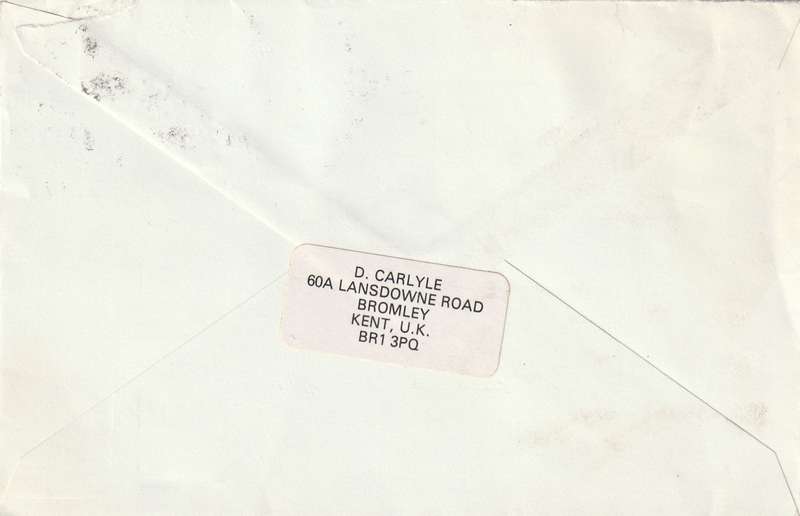 D. CARLYLE
60A LANSDOWNE ROAD
BROMLEY
KENT, U.K.
BR1 3PQ